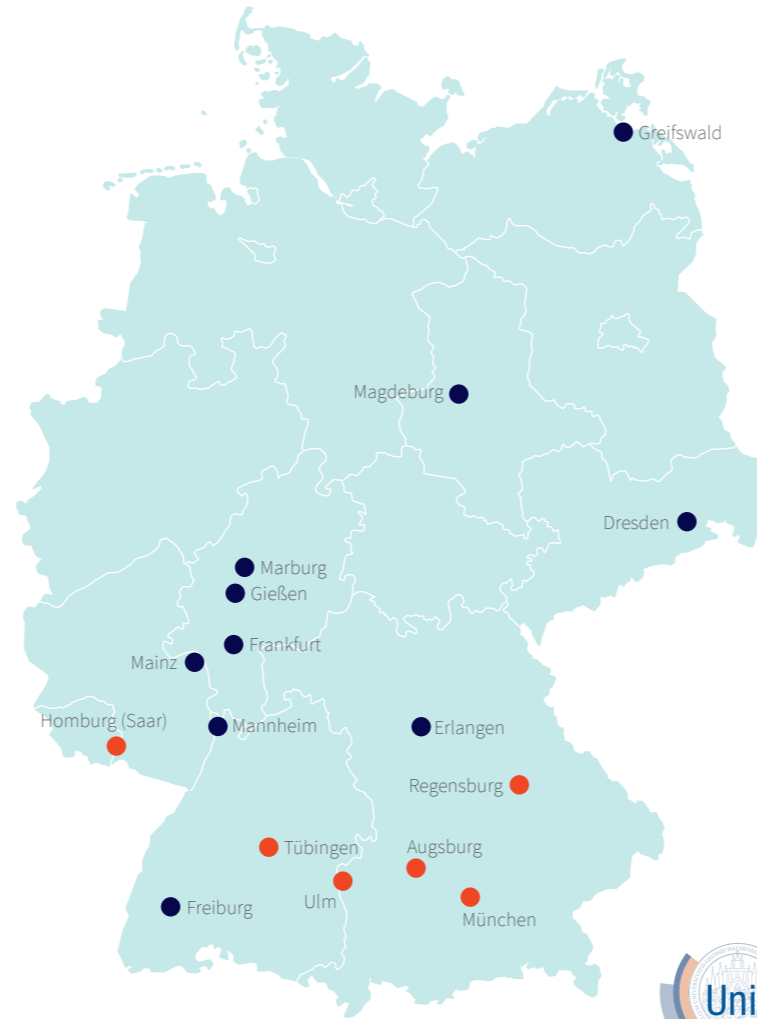 Greifswald
Magdeburg
Dresden
Marburg
Gießen
Frankfurt
Mainz
Homburg (Saar)
Mannheim
Erlangen
Regensburg
Tübingen
Augsburg
Ulm
Freiburg
München
Uni